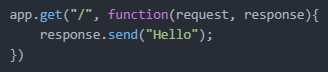 app.get("/", function(request, response){
    response.send("Hello");
})